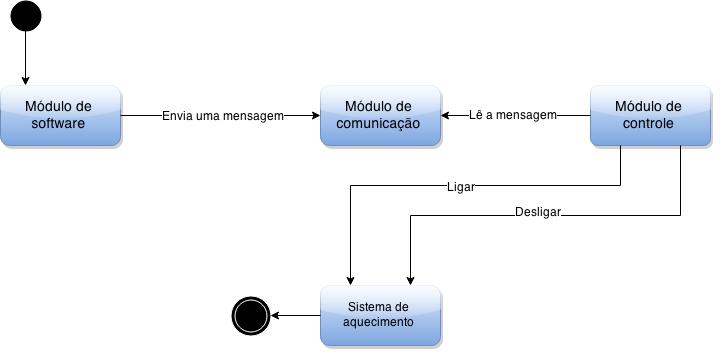 Módulo de
software
Envia uma mensagem
Módulo de
comunicação
Lê a mensagem
Módulo de
controle
Ligar
Desligar
Sistema de
aquecimento